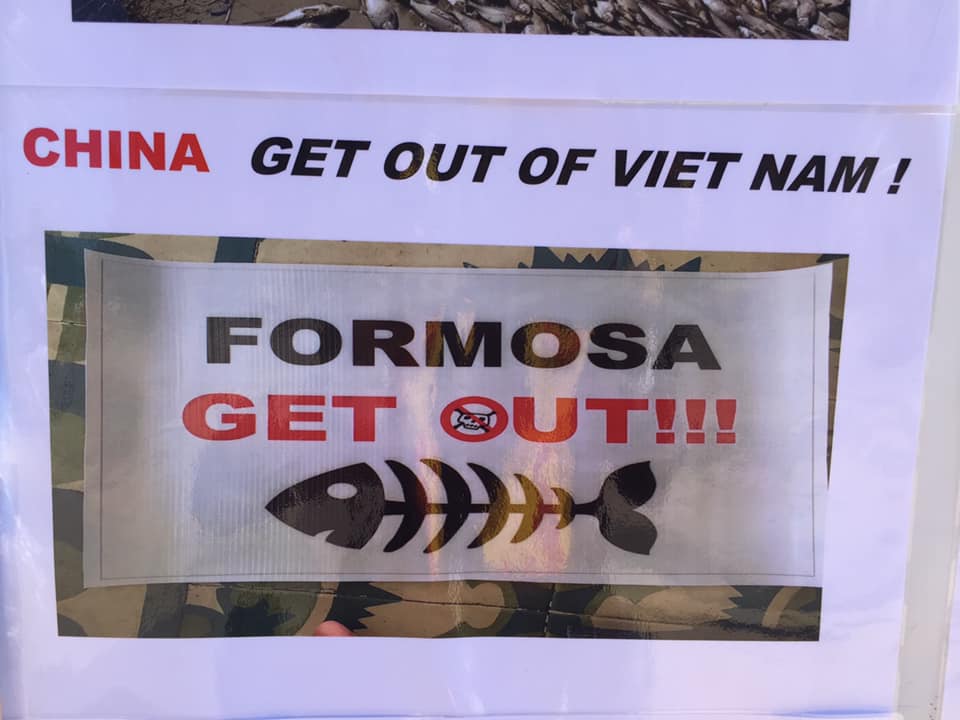 CHINA GET OUT OF VIET NAM !
FORMOSA
GET OUT!!!